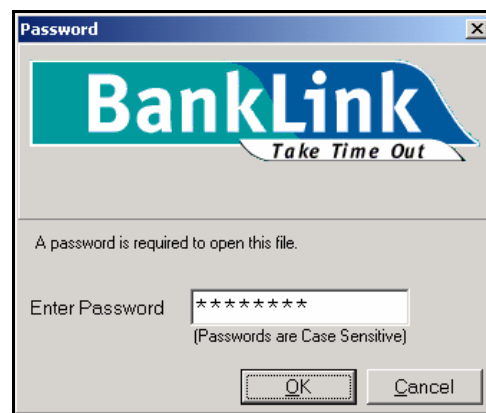 Password
BankLink
Take Time Out
A password is required to open this file.
Enter Password ********
(Passwords are Case Sensitive)
OK Cancel